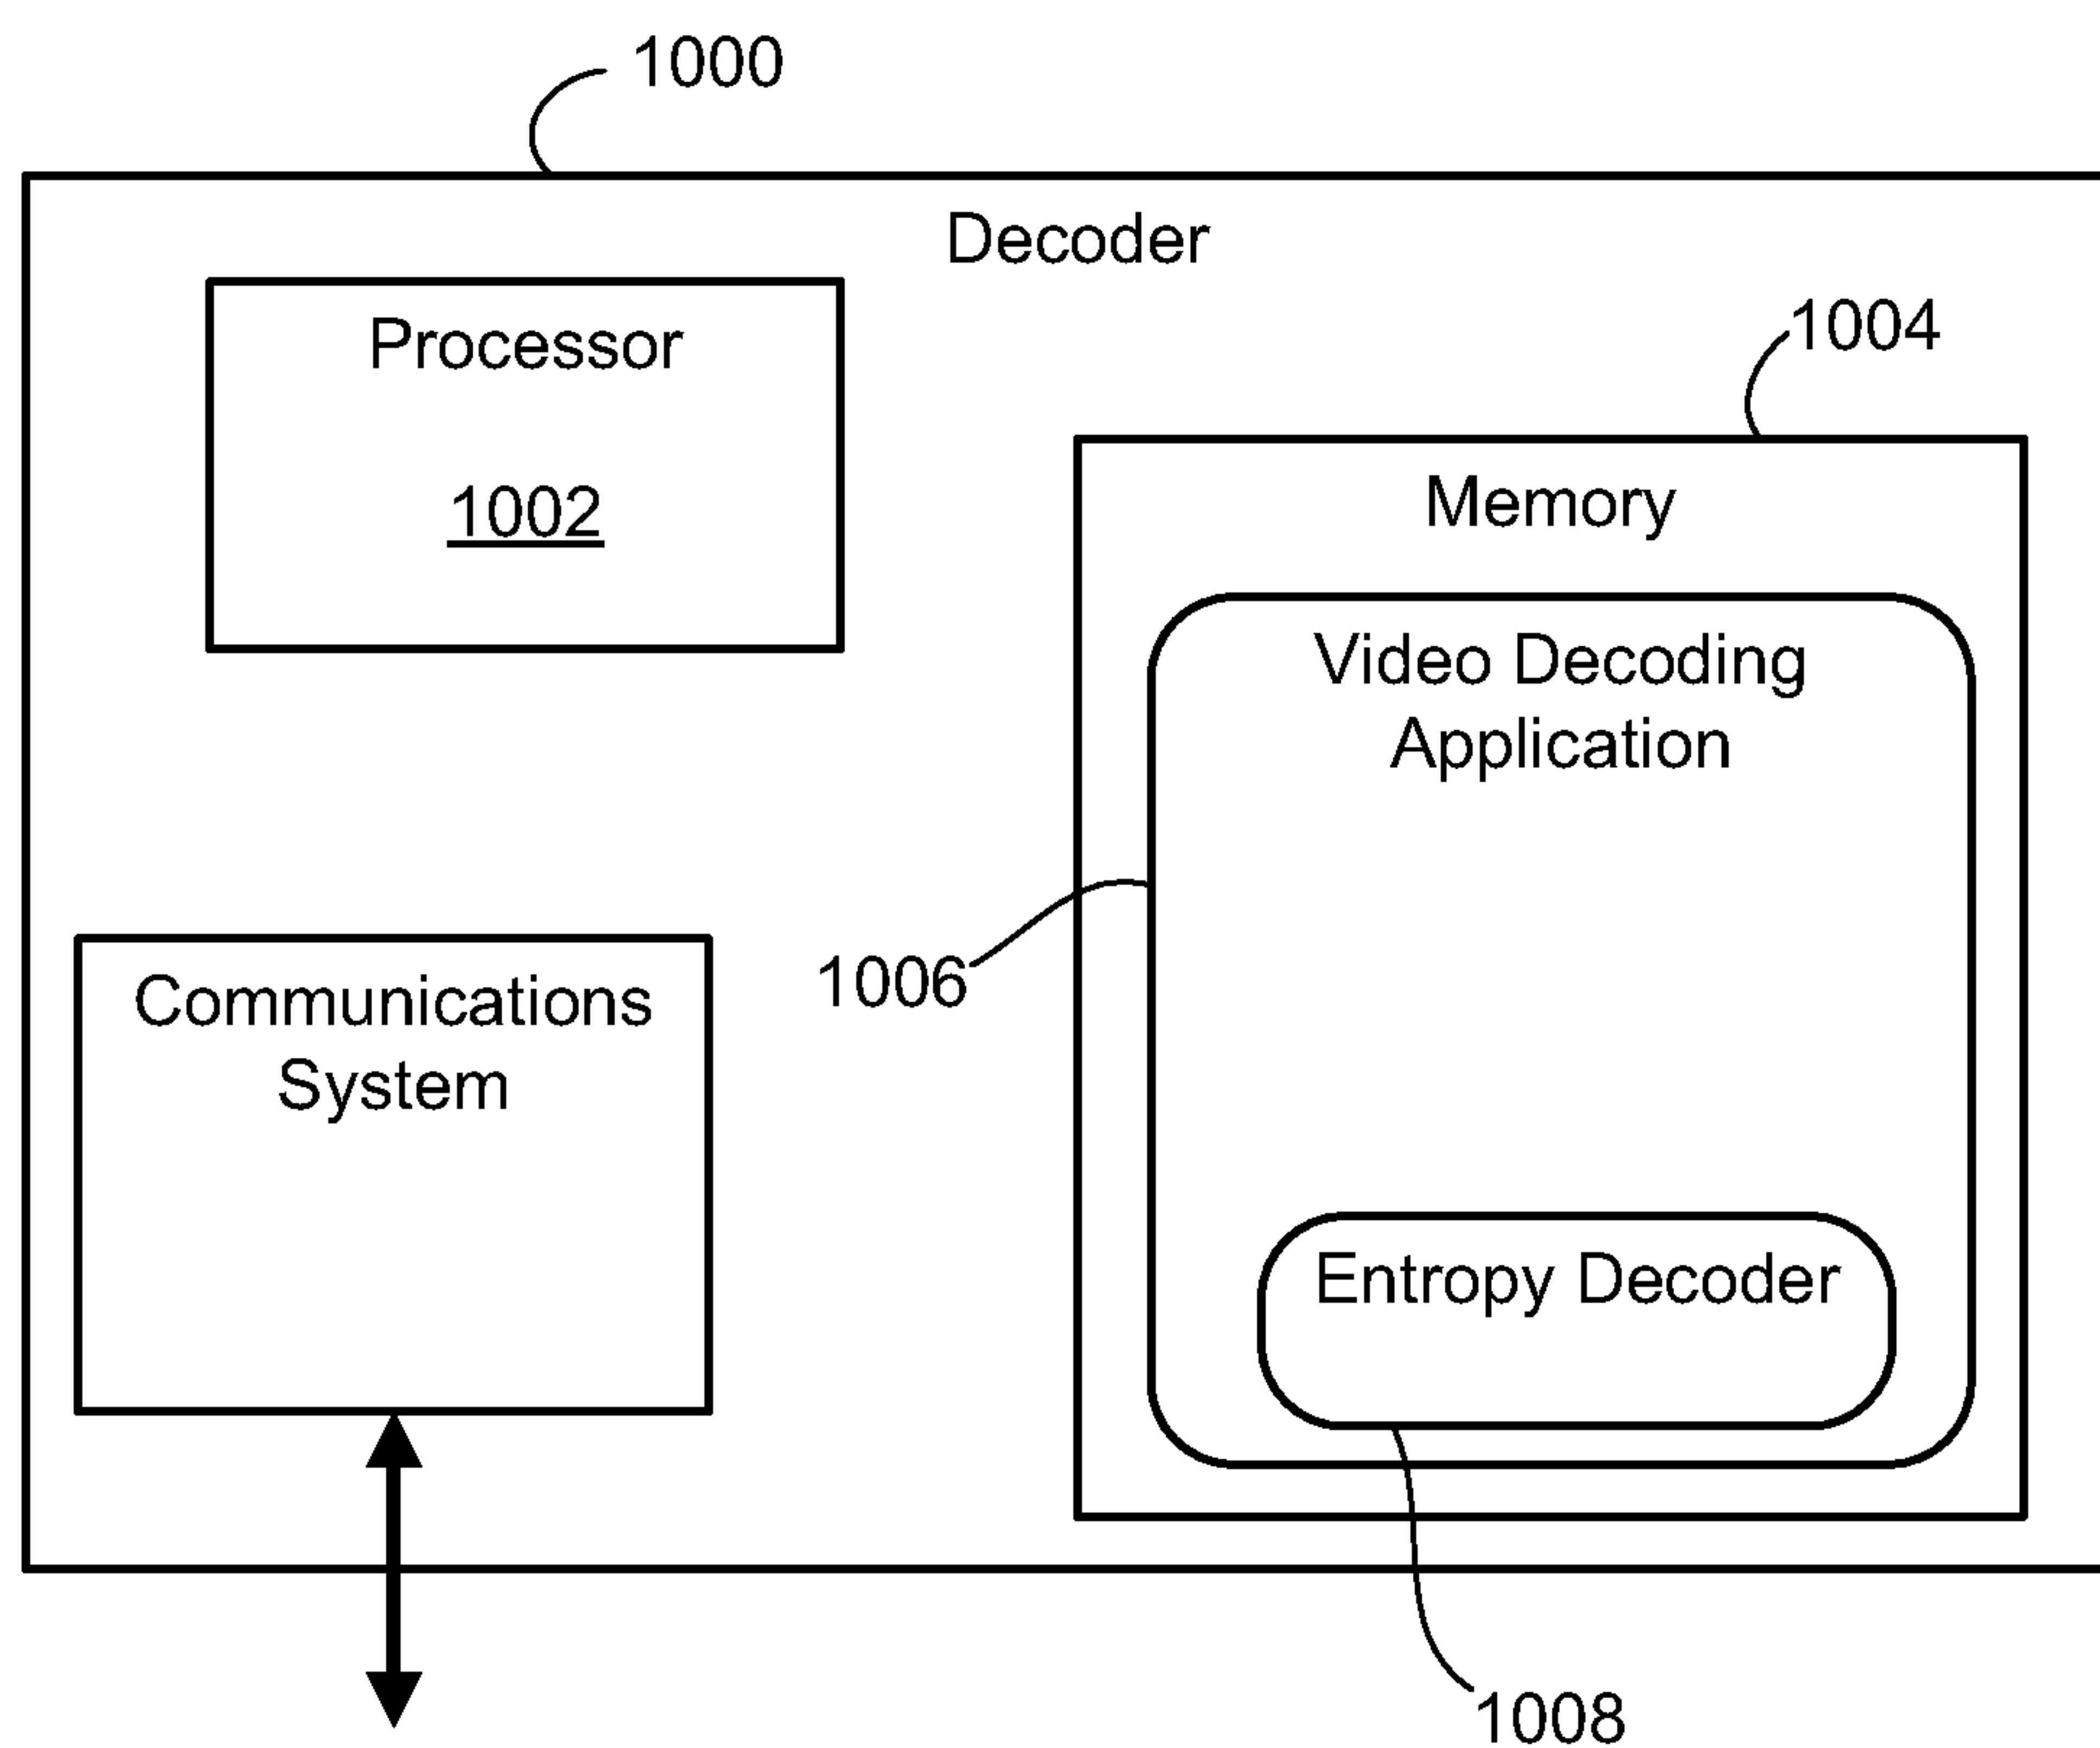 1000
Decoder
Processor
1002
1004
Memory
Video Decoding
Application
1006
Communications
System
Entropy Decoder
1008